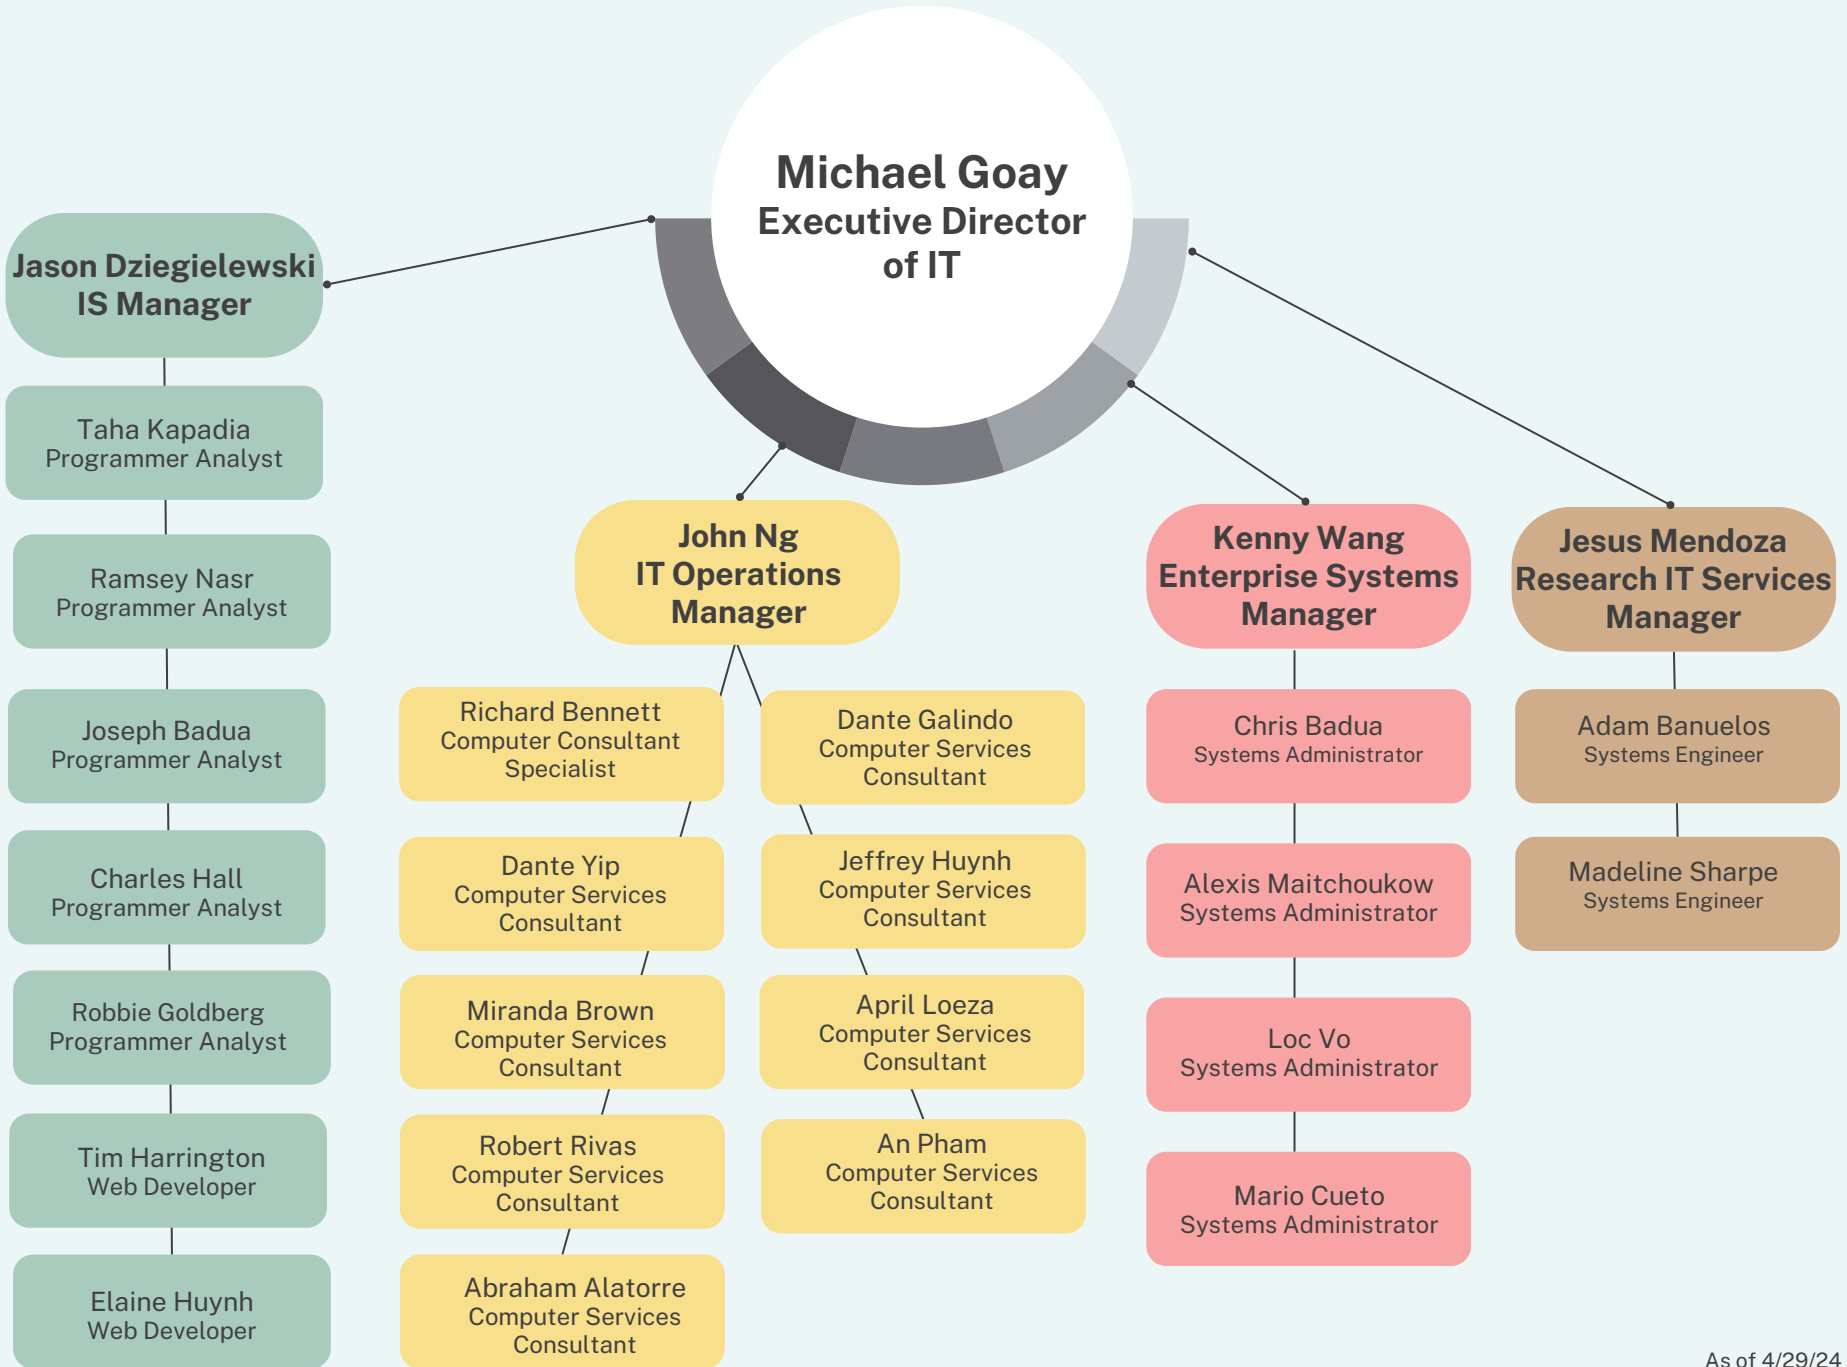 Michael Goay
Executive Director
of IT
Jason Dziegielewski
IS Manager
Taha Kapadia
Programmer Analyst
Ramsey Nasr
Programmer Analyst
Joseph Badua
Programmer Analyst
Charles Hall
Programmer Analyst
Robbie Goldberg
Programmer Analyst
Tim Harrington
Web Developer
Elaine Huynh
Web Developer
John Ng
IT Operations
Manager
Richard Bennett
Computer Consultant
Specialist
Dante Yip
Computer Services
Consultant
Miranda Brown
Computer Services
Consultant
Robert Rivas
Computer Services
Consultant
Abraham Alatorre
Computer Services
Consultant
Dante Galindo
Computer Services
Consultant
Jeffrey Huynh
Computer Services
Consultant
April Loeza
Computer Services
Consultant
An Pham
Computer Services
Consultant
Kenny Wang
Enterprise Systems
Manager
Chris Badua
Systems Administrator
Alexis Maitchoukow
Systems Administrator
Loc Vo
Systems Administrator
Mario Cueto
Systems Administrator
Jesus Mendoza
Research IT Services
Manager
Adam Banuelos
Systems Engineer
Madeline Sharpe
Systems Engineer
As of 4/29/24